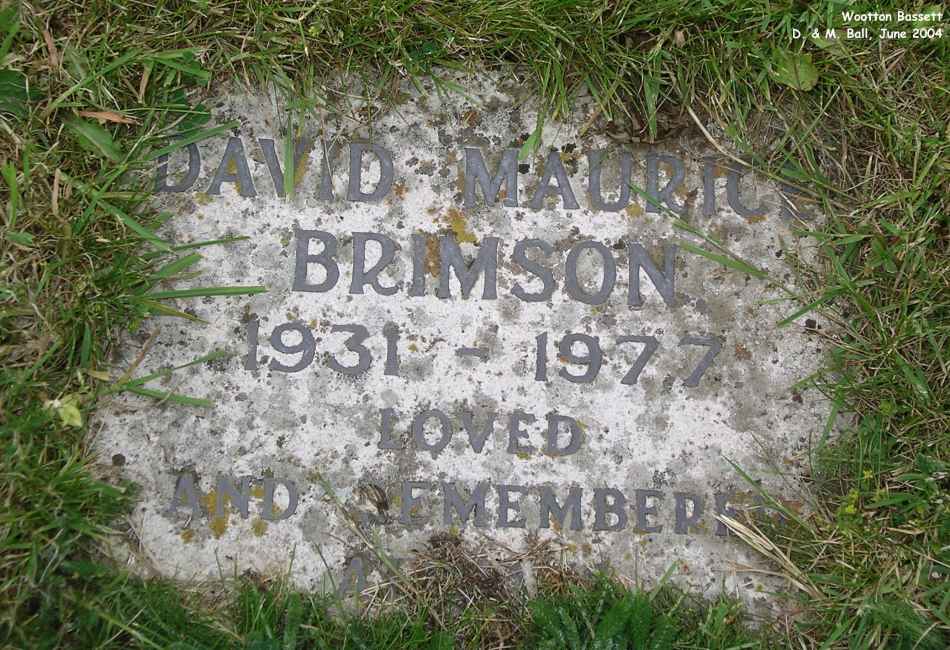 Wootton Bassett
D. & M. Ball, June 2004
DAVID MAURICE
BRIMSON
1931 - 1977
LOVED
AND REMEMBERED